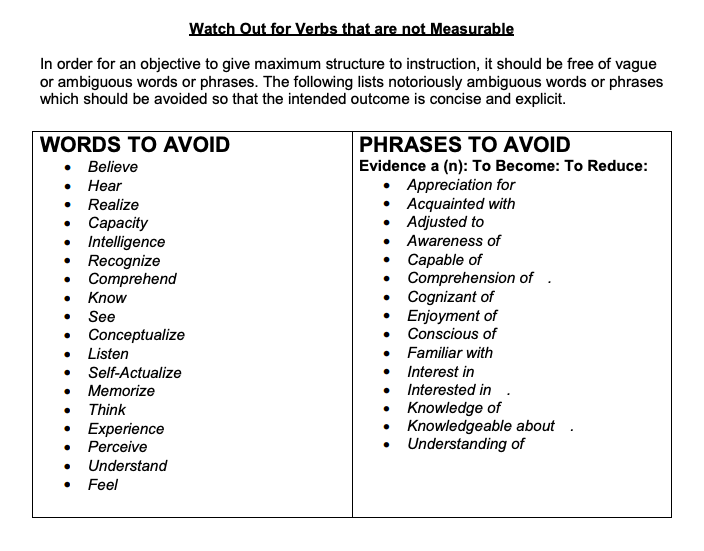 Watch Out for Verbs that are not Measurable
In order for an objective to give maximum structure to instruction, it should be free of vague
or ambiguous words or phrases. The following lists notoriously ambiguous words or phrases
which should be avoided so that the intended outcome is concise and explicit.
WORDS TO AVOID
• Believe
• Hear
• Realize
• Capacity
• Intelligence
• Recognize
• Comprehend
• Know
• See
• Conceptualize
• Listen
• Self-Actualize
• Memorize
• Think
• Experience
• Perceive
• Understand
• Feel
PHRASES TO AVOID
Evidence a (n): To Become: To Reduce:
• Appreciation for
• Acquainted with
• Adjusted to
• Awareness of
• Capable of
• Comprehension of .
• Cognizant of
• Enjoyment of
• Conscious of
• Familiar with
• Interest in
• Interested in .
• Knowledge of
• Knowledgeable about .
• Understanding of